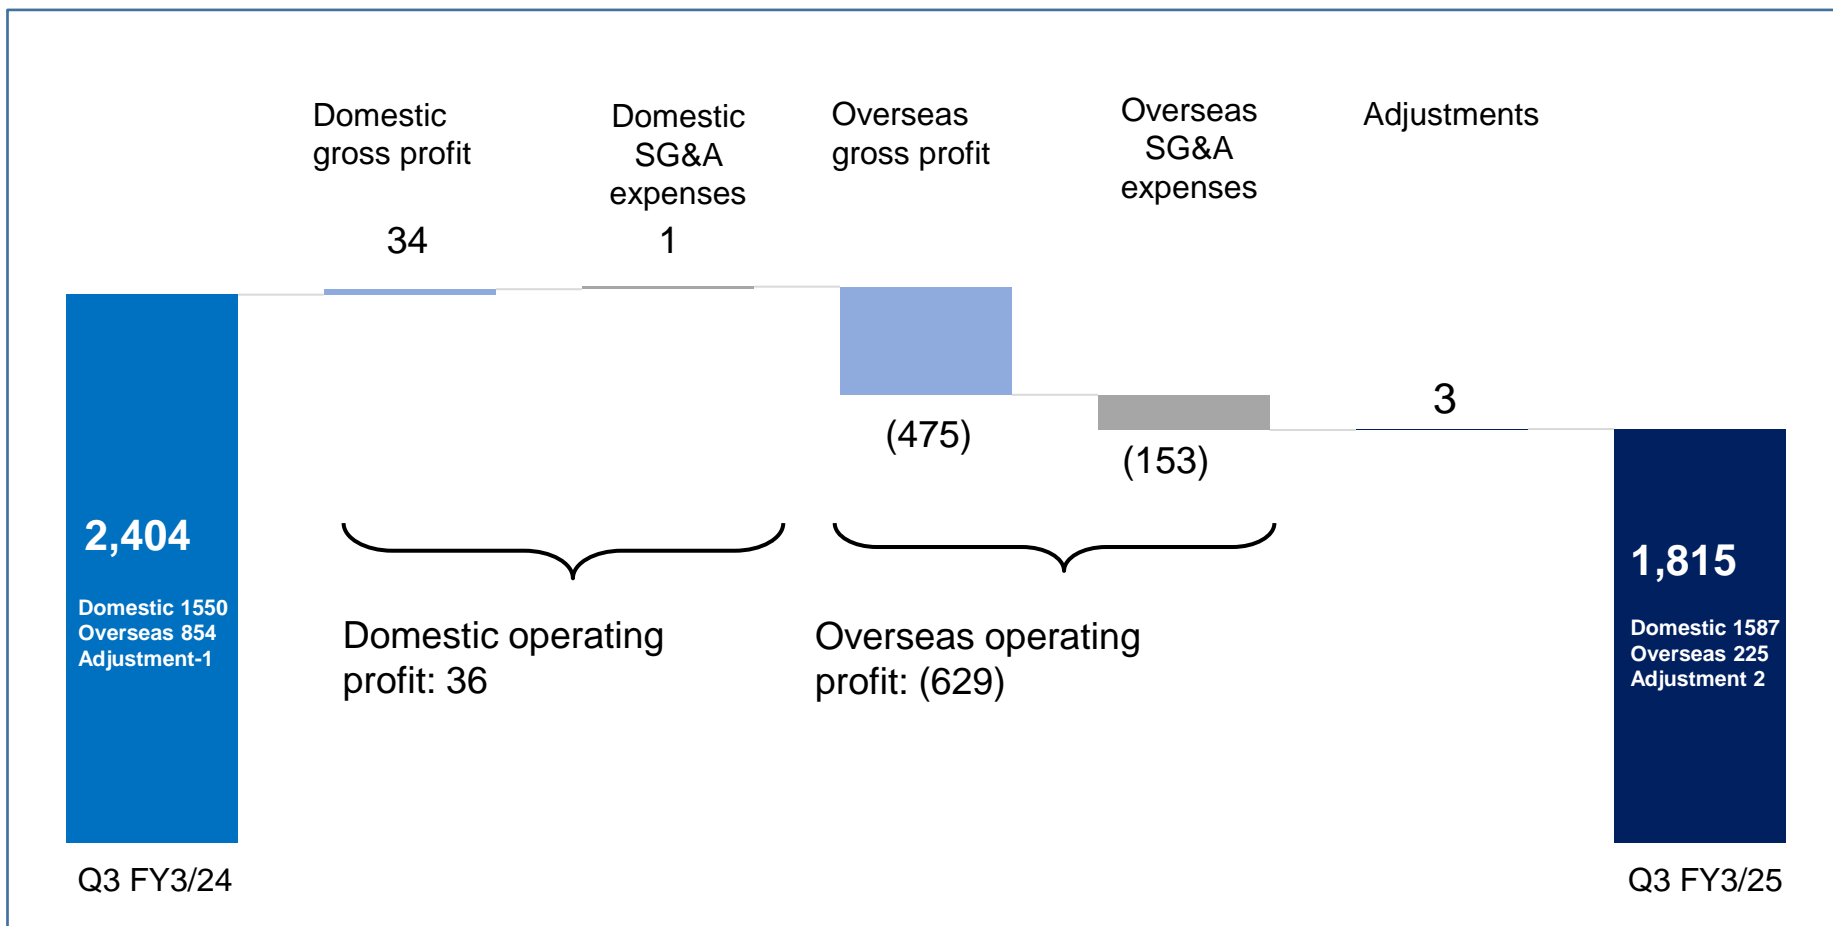 Domestic
gross profit
34
Domestic
SG&A
expenses
1
Overseas
gross profit
Overseas
SG&A
expenses
Adjustments
(475)
(153)
3
2,404
Domestic 1550
Overseas 854
Adjustment-1
Domestic operating
profit: 36
Overseas operating
profit: (629)
1,815
Domestic 1587
Overseas 225
Adjustment 2
Q3 FY3/24
Q3 FY3/25